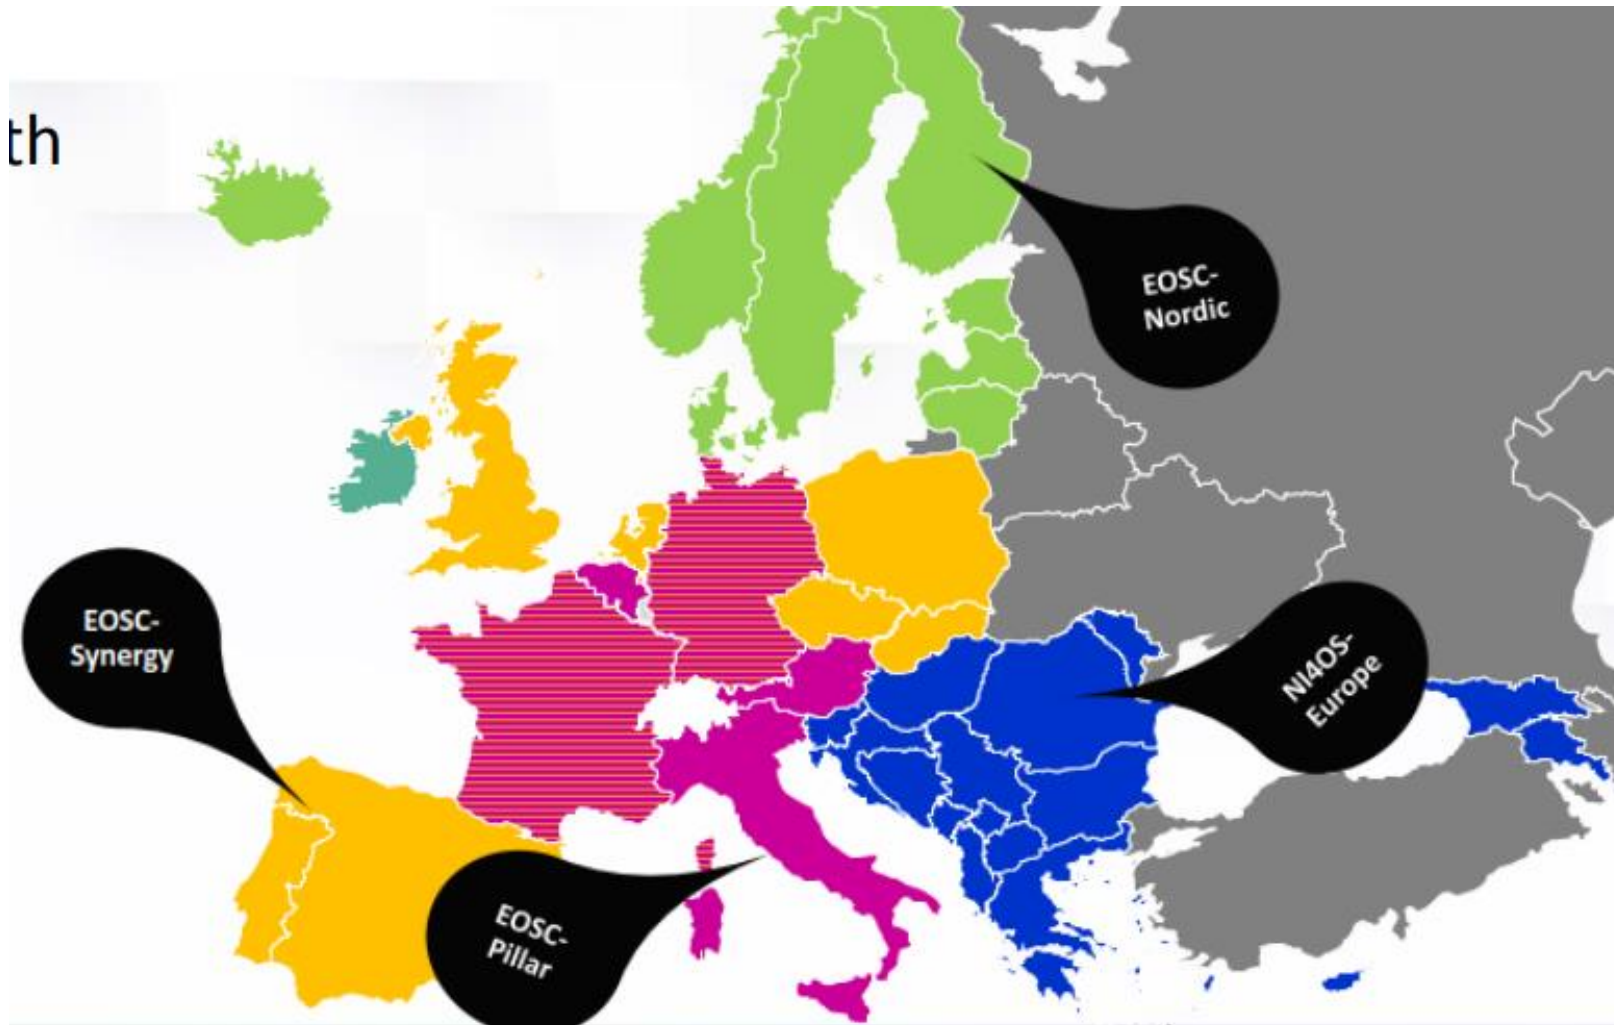 th
EOSC-
Nordic
EOSC-
Synergy
NI4OS-
Europe
EOSC-
Pillar